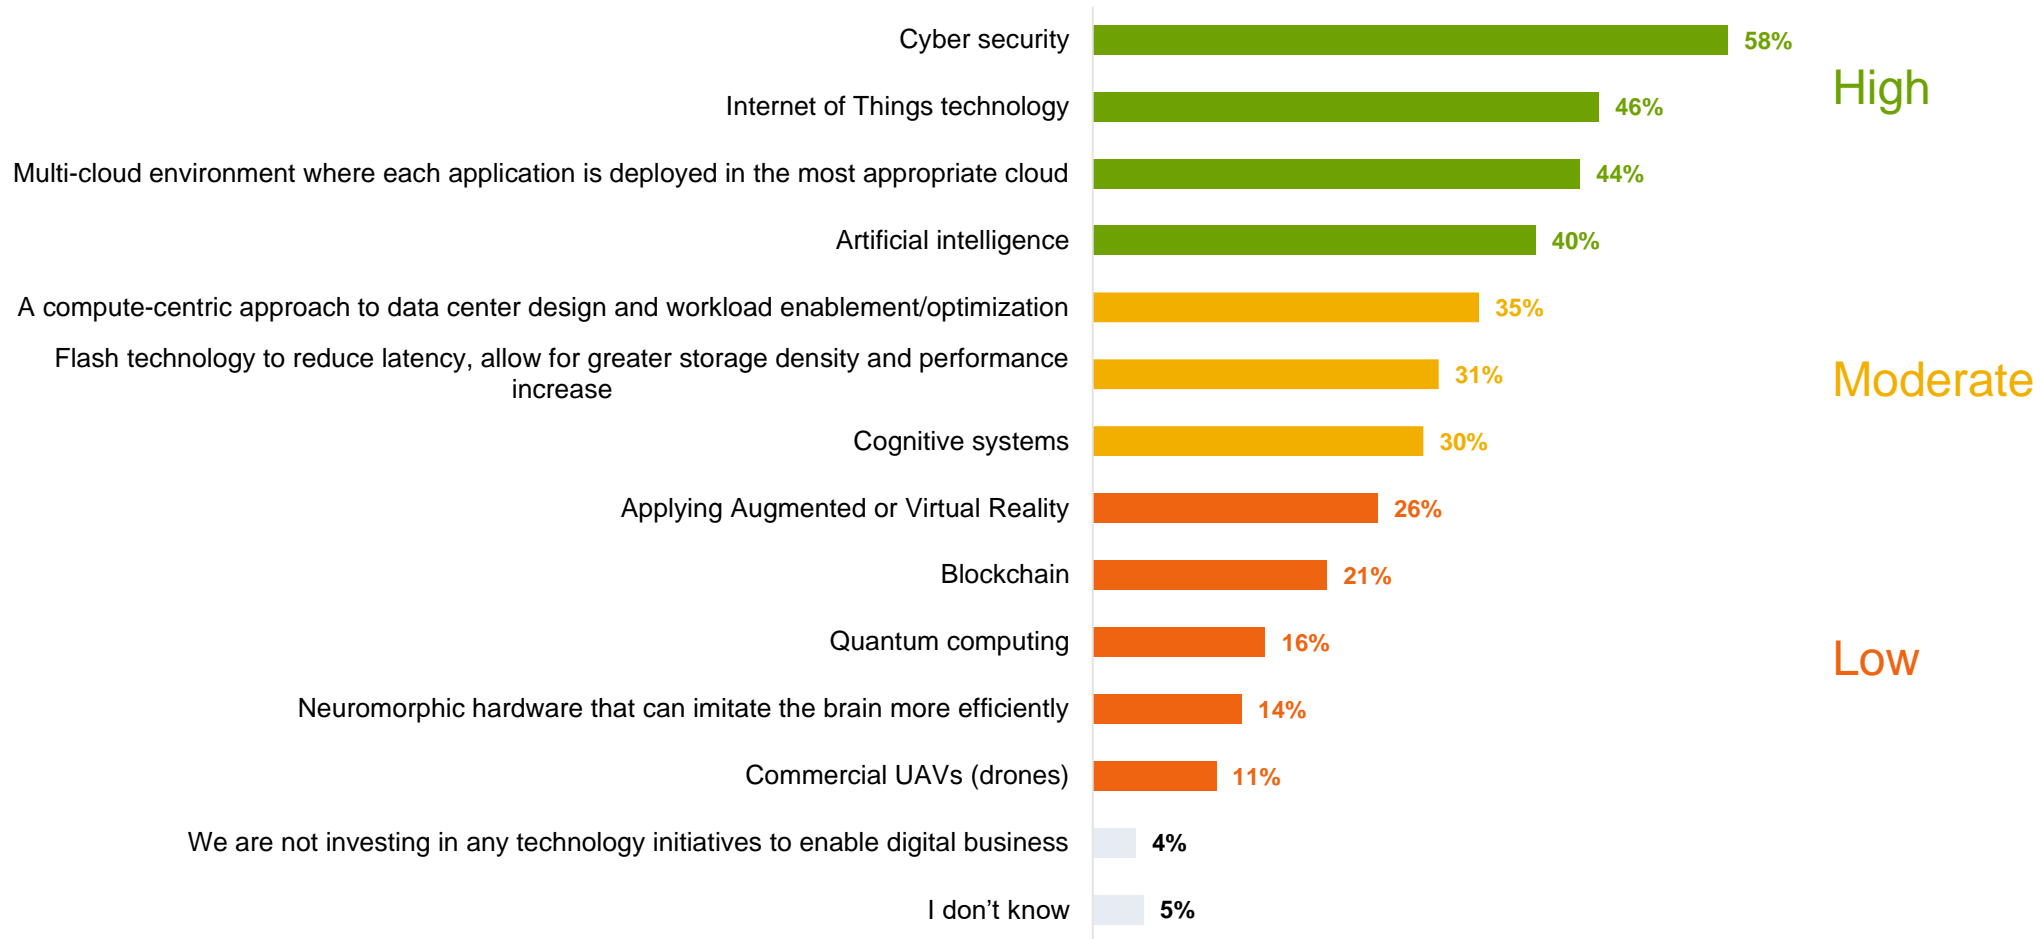 Cyber security 58%
High
Internet of Things technology 46%
Multi-cloud environment where each application is deployed in the most appropriate cloud 44%
Artificial intelligence 40%
A compute-centric approach to data center design and workload enablement/optimization 35%
Flash technology to reduce latency, allow for greater storage density and performance
increase
31%
Moderate
Cognitive systems 30%
Applying Augmented or Virtual Reality 26%
Blockchain 21%
Quantum computing 16%
Low
Neuromorphic hardware that can imitate the brain more efficiently 14%
Commercial UAVs (drones) 11%
We are not investing in any technology initiatives to enable digital business 4%
I don’t know 5%